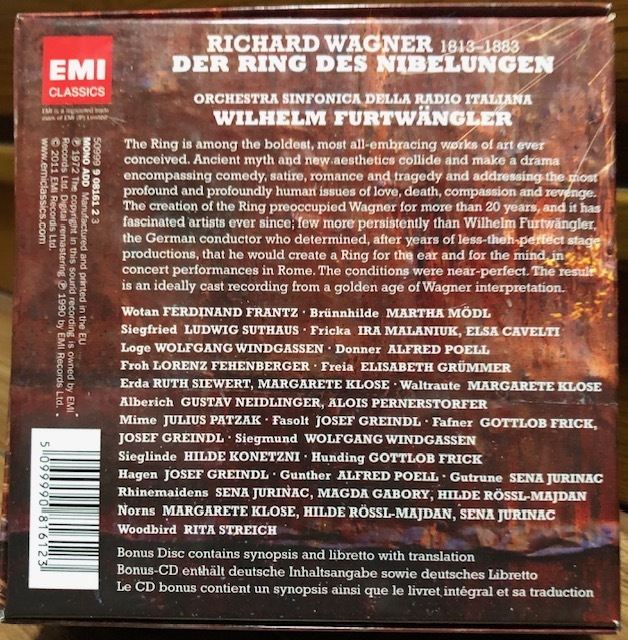 EMI
CLASSICS
EMI is a registered trade
mark of EMI (IP) Limited
RICHARD WAGNER 1813–1883
DER RING DES NIBELUNGEN
ORCHESTRA SINFONICA DELLA RADIO ITALIANA
WILHELM FURTWÄNGLER
The Ring is among the boldest, most all-embracing works of art ever
conceived. Ancient myth and new aesthetics collide and make a drama
encompassing comedy, satire, romance and tragedy and addressing the most
profound and profoundly human issues of love, death, compassion and revenge.
The creation of the Ring preoccupied Wagner for more than 20 years, and it has
fascinated artists ever since; few more persistently than Wilhelm Furtwängler,
the German conductor who determined, after years of less-then-perfect stage
productions, that he would create a Ring for the ear and for the mind, in
concert performances in Rome. The conditions were near-perfect. The result
is an ideally cast recording from a golden age of Wagner interpretation.
Wotan FERDINAND FRANTZ · Brünnhilde MARTHA MÖDL
Siegfried LUDWIG SUTHAUS · Fricka IRA MALANIUK, ELSA CAVELTI
Loge WOLFGANG WINDGASSEN · Donner ALFRED POELL
Froh LORENZ FEHENBERGER · Freia ELISABETH GRÜMMER
Erda RUTH SIEWERT, MARGARETE KLOSE · Waltraute MARGARETE KLOSE
Alberich GUSTAV NEIDLINGER, ALOIS PERNERSTORFER
Mime JULIUS PATZAK · Fasolt JOSEF GREINDL · Fafner GOTTLOB FRICK,
JOSEF GREINDL · Siegmund WOLFGANG WINDGASSEN
Sieglinde HILDE KONETZNI · Hunding GOTTLOB FRICK
Hagen JOSEF GREINDL · Gunther ALFRED POELL · Gutrune SENA JURINAC
Rhinemaidens SENA JURINAC, MAGDA GABORY, HILDE RÖSSL-MAJDAN
Norns MARGARETE KLOSE, HILDE RÖSSL-MAJDAN, SENA JURINAC
Woodbird RITA STREICH
Bonus Disc contains synopsis and libretto with translation
Bonus-CD enthält deutsche Inhaltsangabe sowie deutsches Libretto
Le CD bonus contient un synopsis ainsi que le livret intégral et sa traduction
50999 9 08161 2 3
MONO ADD Manufactured and printed in the EU
℗ 1972 The copyright in this sound recording is owned by EMI
Records Ltd. Digital remastering ℗ 1990 by EMI Records Ltd.
© 2011 EMI Records Ltd.
www.emiclassics.com
5 099990 816123